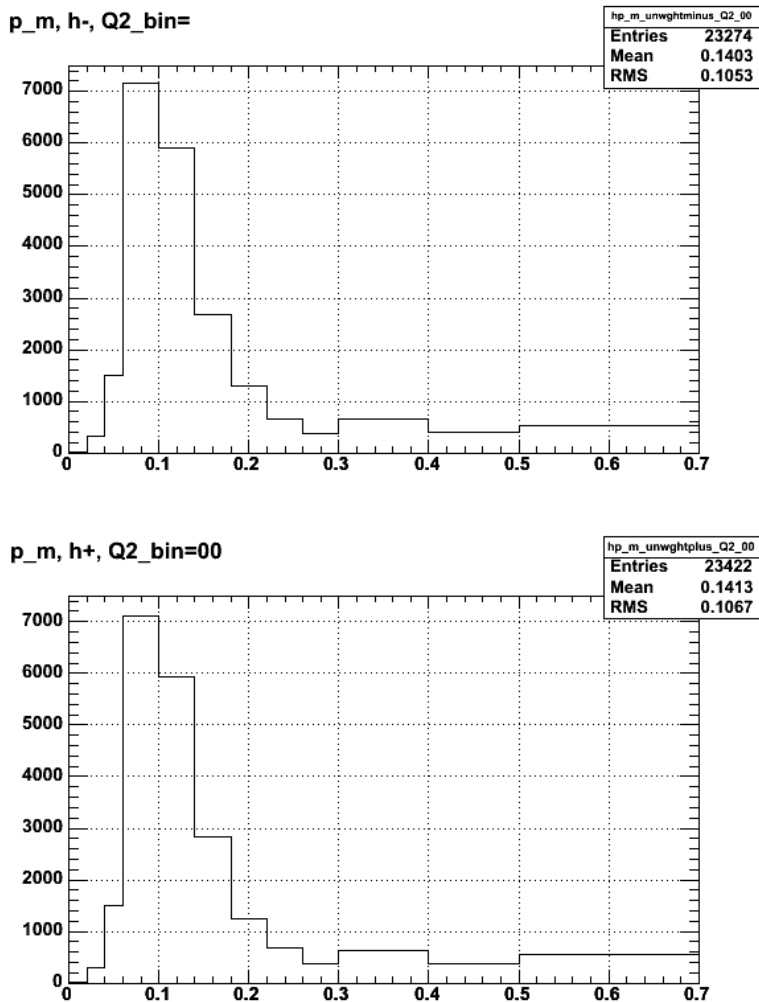 p_m, h-, Q2_bin=
hp_m_unwghtminus_Q2_00
Entries 23274
Mean 0.1403
RMS 0.1053
7000
6000
5000
4000
3000
2000
1000
0
0 0.1 0.2 0.3 0.4 0.5 0.6 0.7
p_m, h+, Q2_bin=00
hp_m_unwghtplus_Q2_00
Entries 23422
Mean 0.1413
RMS 0.1067
7000
6000
5000
4000
3000
2000
1000
0
0 0.1 0.2 0.3 0.4 0.5 0.6 0.7